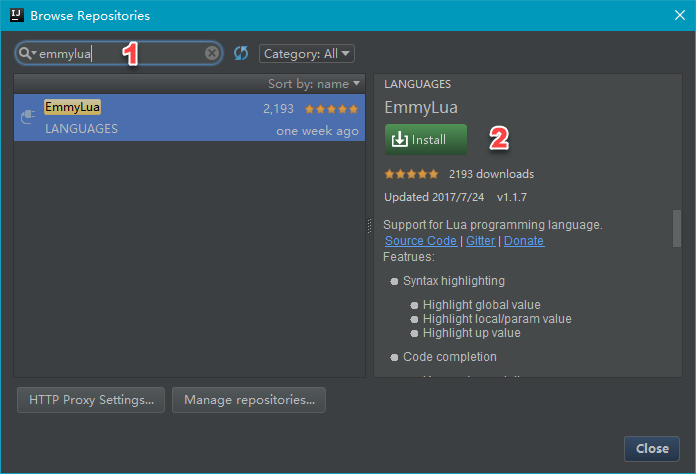 IJ Browse Repositories
emmylua 1 Category: All
Sort by: name
EmmyLua 2,193
LANGUAGES one week ago
LANGUAGES
EmmyLua
Install 2
2193 downloads
Updated 2017/7/24 v1.1.7
Support for Lua programming language.
Source Code | Gitter | Donate
Featrues:
Syntax highlighting
Highlight global value
Highlight local/param value
Highlight up value
Code completion
HTTP Proxy Settings... Manage repositories...
Close